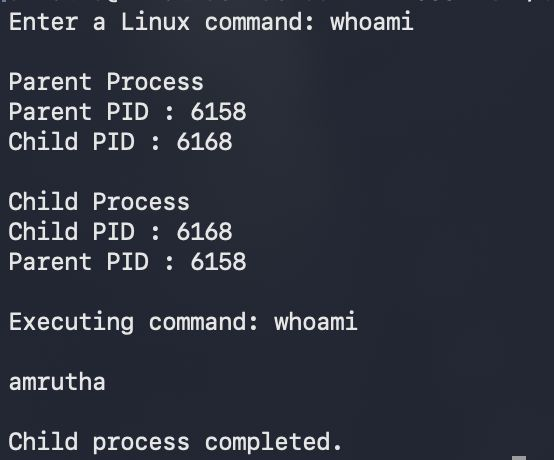 Enter a Linux command: whoami
Parent Process
Parent PID : 6158
Child PID : 6168
Child Process
Child PID : 6168
Parent PID : 6158
Executing command: whoami
amrutha
Child process completed.